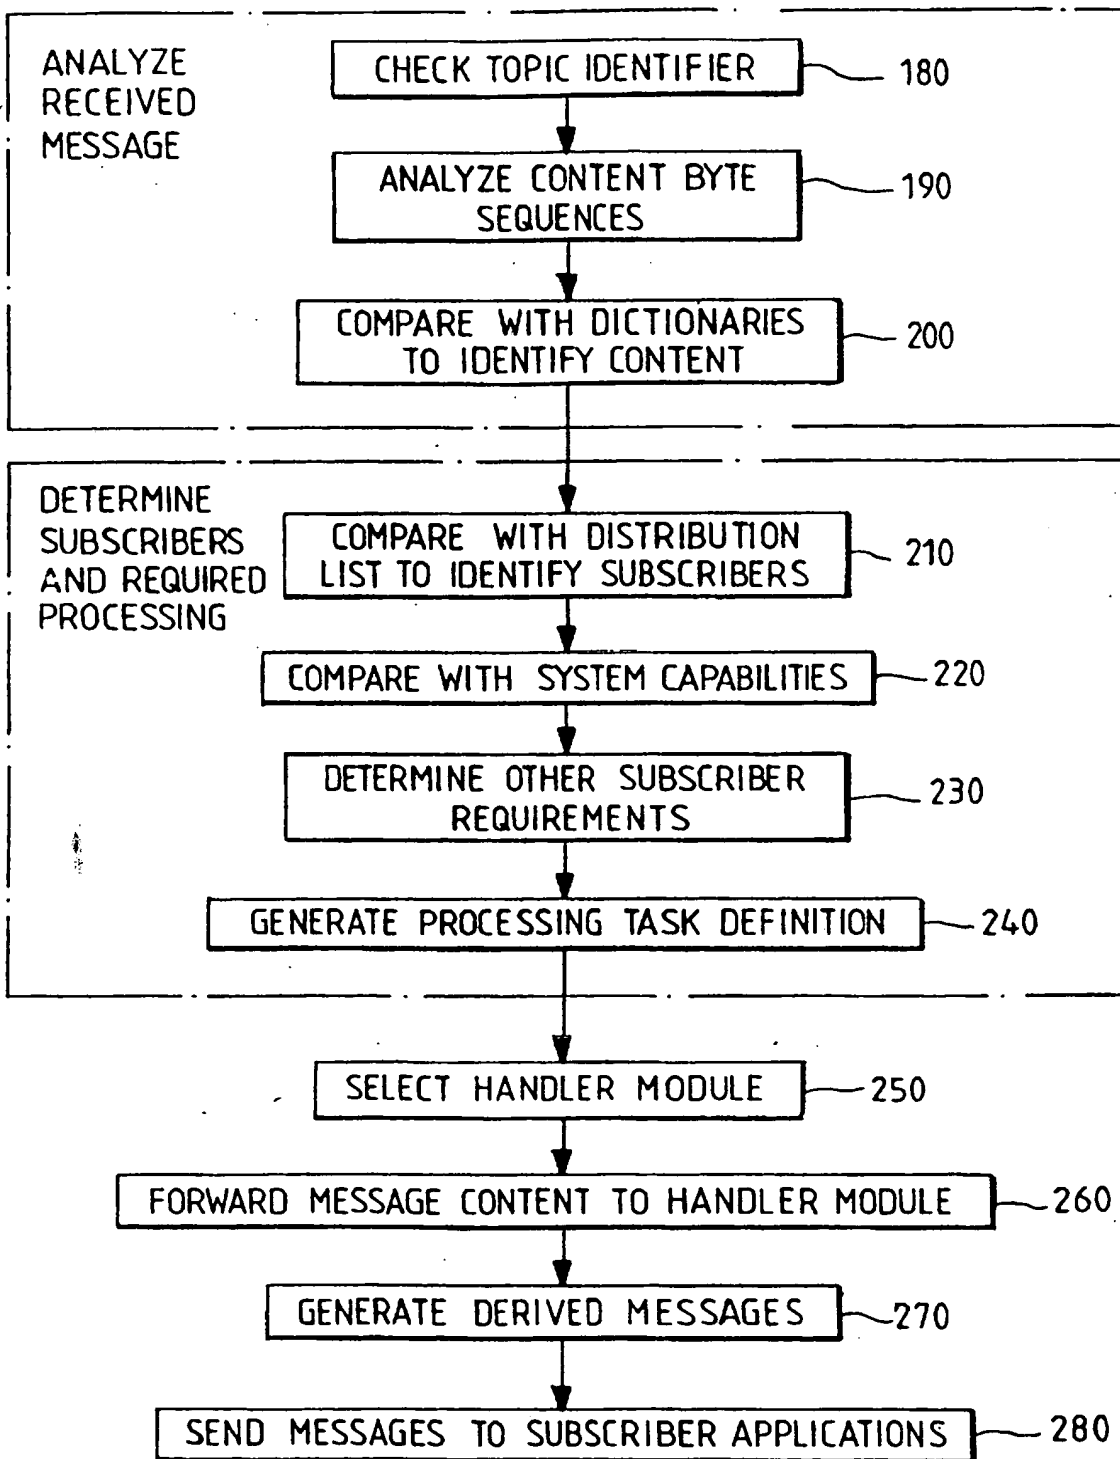 ANALYZE
RECEIVED
MESSAGE
CHECK TOPIC IDENTIFIER
180
ANALYZE CONTENT BYTE
SEQUENCES
190
COMPARE WITH DICTIONARIES
TO IDENTIFY CONTENT
200
DETERMINE
SUBSCRIBERS
AND REQUIRED
PROCESSING
COMPARE WITH DISTRIBUTION
LIST TO IDENTIFY SUBSCRIBERS
210
COMPARE WITH SYSTEM CAPABILITIES
220
DETERMINE OTHER SUBSCRIBER
REQUIREMENTS
230
GENERATE PROCESSING TASK DEFINITION
240
SELECT HANDLER MODULE
250
FORWARD MESSAGE CONTENT TO HANDLER MODULE
260
GENERATE DERIVED MESSAGES
270
SEND MESSAGES TO SUBSCRIBER APPLICATIONS
280